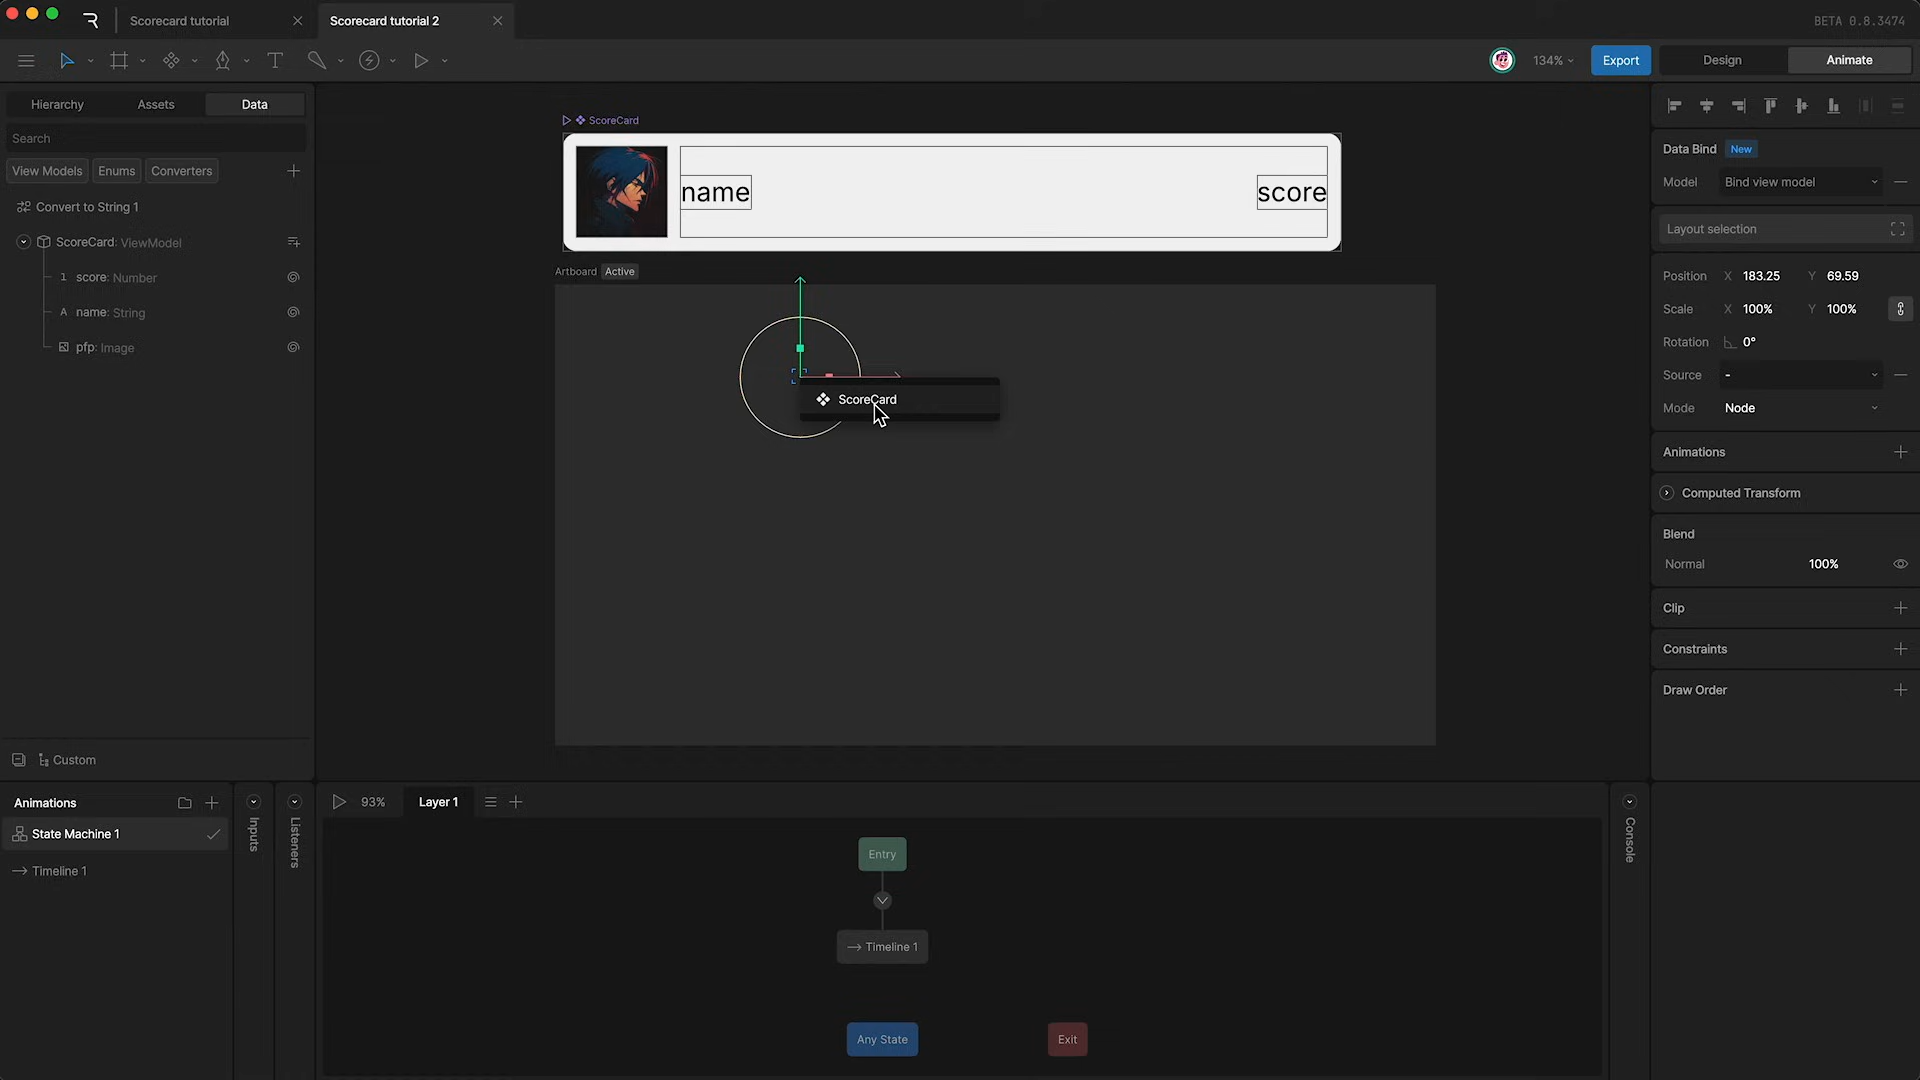 Scorecard tutorial
Scorecard tutorial 2
BETA 0.8.3474
134%
Export
Design
Animate
Hierarchy
Assets
Data
Search
View Models
Enums
Converters
Convert to String 1
ScoreCard: ViewModel
1 score: Number
A name: String
pfp: Image
Custom
ScoreCard
name
score
Artboard
Active
ScoreCard
Data Bind
New
Model
Bind view model
Layout selection
Position X 183.25 Y 69.59
Scale X 100% Y 100%
Rotation 0°
Source -
Mode Node
Animations
Computed Transform
Blend
Normal 100%
Clip
Constraints
Draw Order
Animations
State Machine 1
Timeline 1
Inputs
Listeners
93%
Layer 1
Entry
Timeline 1
Any State
Exit
Console